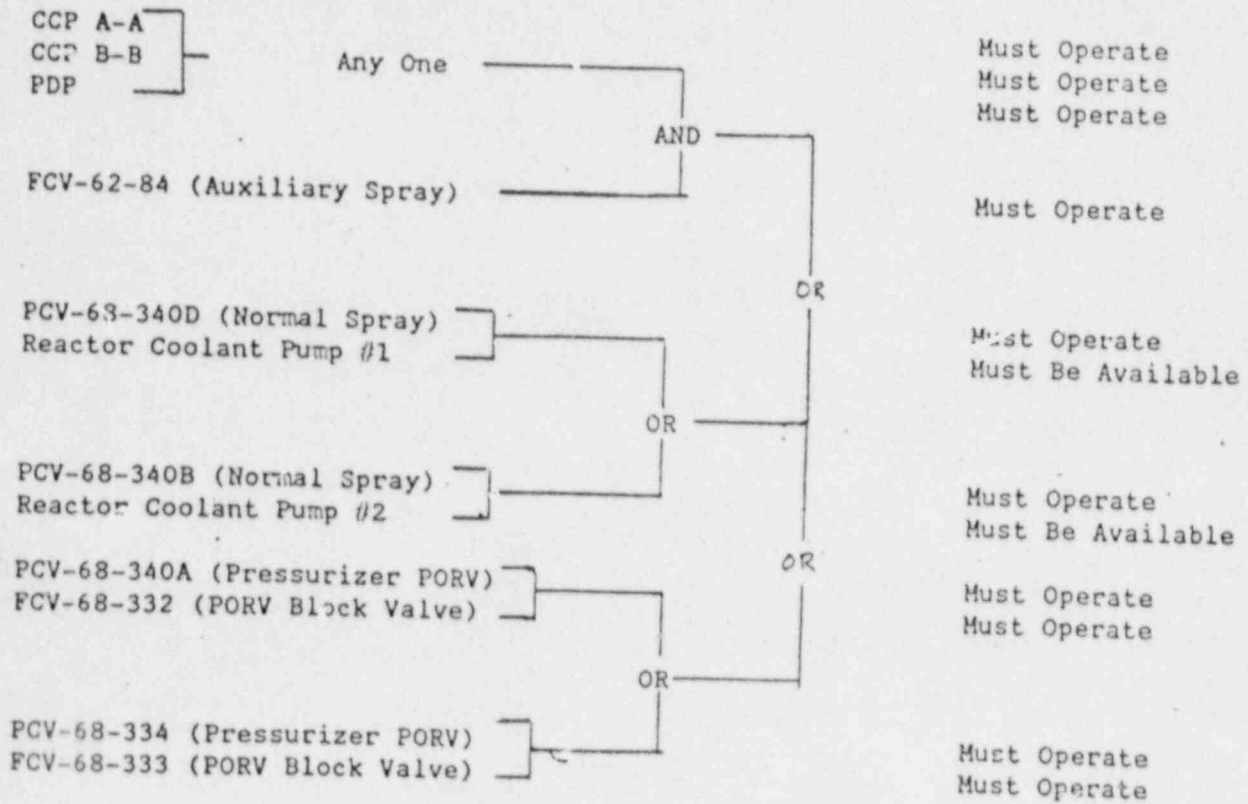 CCP A-A
CCP B-B
PDP
Any One
Must Operate
Must Operate
Must Operate
AND
FCV-62-84 (Auxiliary Spray)
Must Operate
OR
PCV-68-340D (Normal Spray)
Reactor Coolant Pump #1
Must Operate
Must Be Available
OR
PCV-68-340B (Normal Spray)
Reactor Coolant Pump #2
Must Operate
Must Be Available
OR
PCV-68-340A (Pressurizer PORV)
FCV-68-332 (PORV Block Valve)
Must Operate
Must Operate
OR
PCV-68-334 (Pressurizer PORV)
FCV-68-333 (PORV Block Valve)
Must Operate
Must Operate